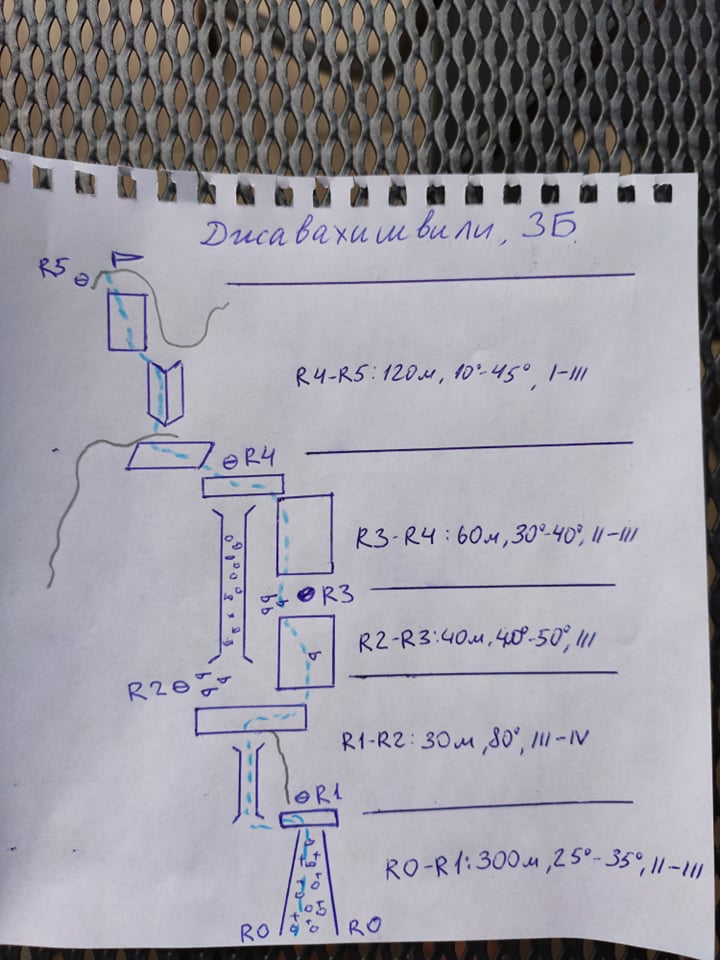 Джавахишвили, 3Б
R5
R4-R5: 120м, 10°-45°, I-III
R4
R3-R4: 60м, 30°-40°, II-III
R3
R2-R3: 40м, 40°-50°, III
R2
R1-R2: 30м, 80°, III-IV
R1
R0-R1: 300м, 25°-35°, II-III
R0 R0